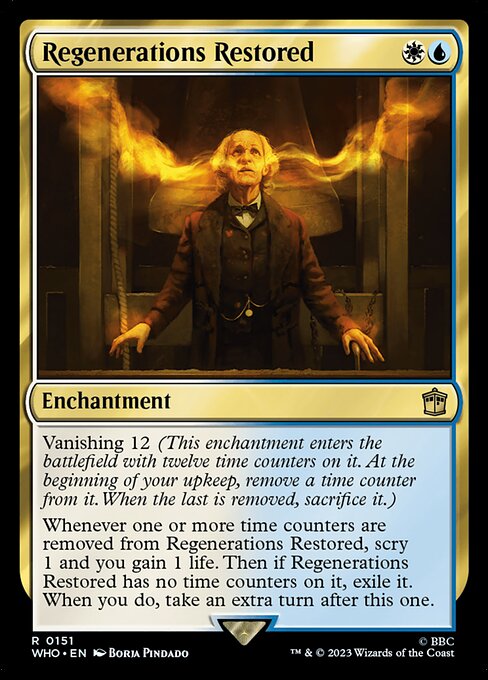 Regenerations Restored
Enchantment
Vanishing 12 (This enchantment enters the
battlefield with twelve time counters on it. At the
beginning of your upkeep, remove a time counter
from it. When the last is removed, sacrifice it.)
Whenever one or more time counters are
removed from Regenerations Restored, scry
1 and you gain 1 life. Then if Regenerations
Restored has no time counters on it, exile it.
When you do, take an extra turn after this one.
R 0151
© BBC
WHO • EN Borja Pindado
™ & © 2023 Wizards of the Coast